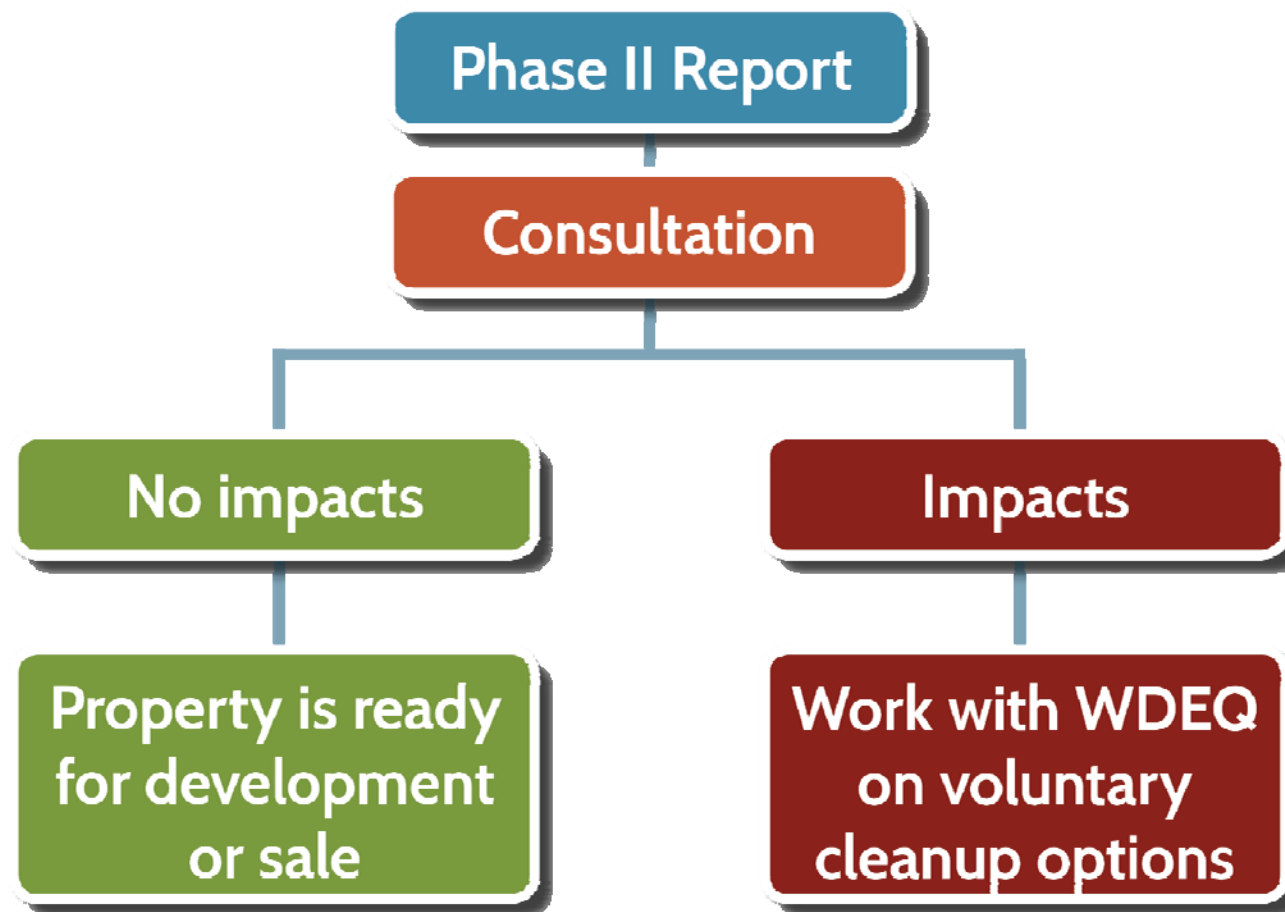 Phase II Report
Consultation
No impacts
Impacts
Property is ready
for development
or sale
Work with WDEQ
on voluntary
cleanup options